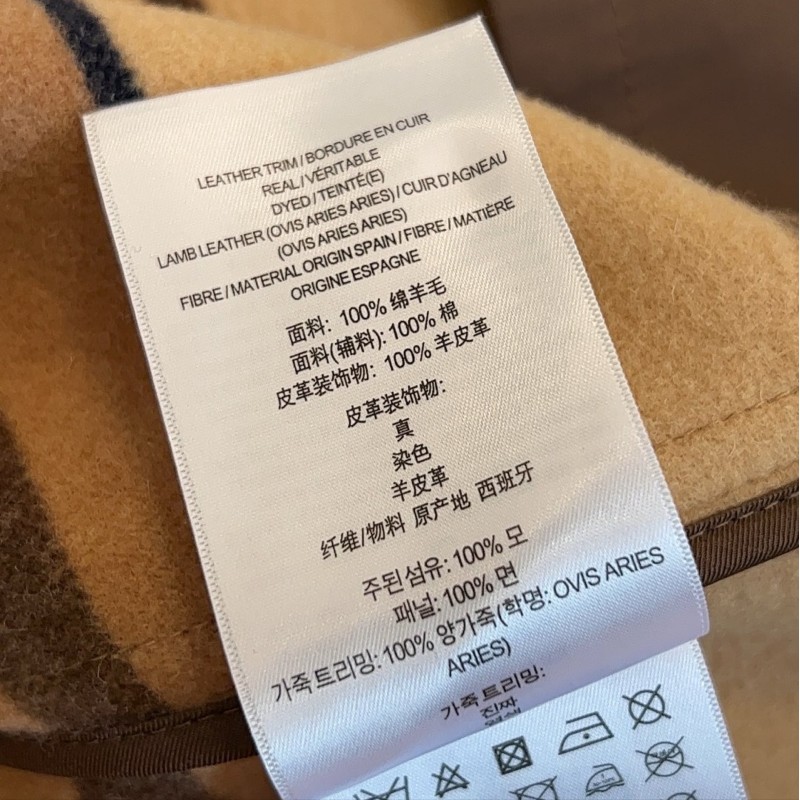 LEATHER TRIM / BORDURE EN CUIR
REAL / VÉRITABLE
DYED / TEINTÉ(E)
LAMB LEATHER (OVIS ARIES ARIES) / CUIR D'AGNEAU
(OVIS ARIES ARIES)
FIBRE / MATERIAL ORIGIN SPAIN / FIBRE / MATIÈRE
ORIGINE ESPAGNE
面料: 100% 绵羊毛
面料(辅料): 100% 棉
皮革装饰物: 100% 羊皮革
皮革装饰物:
真
染色
羊皮革
纤维/物料 原产地 西班牙
주된섬유: 100% 모
패널: 100% 면
가죽트리밍: 100% 양가죽(학명: OVIS ARIES
ARIES)
가죽트리밍:
진짜